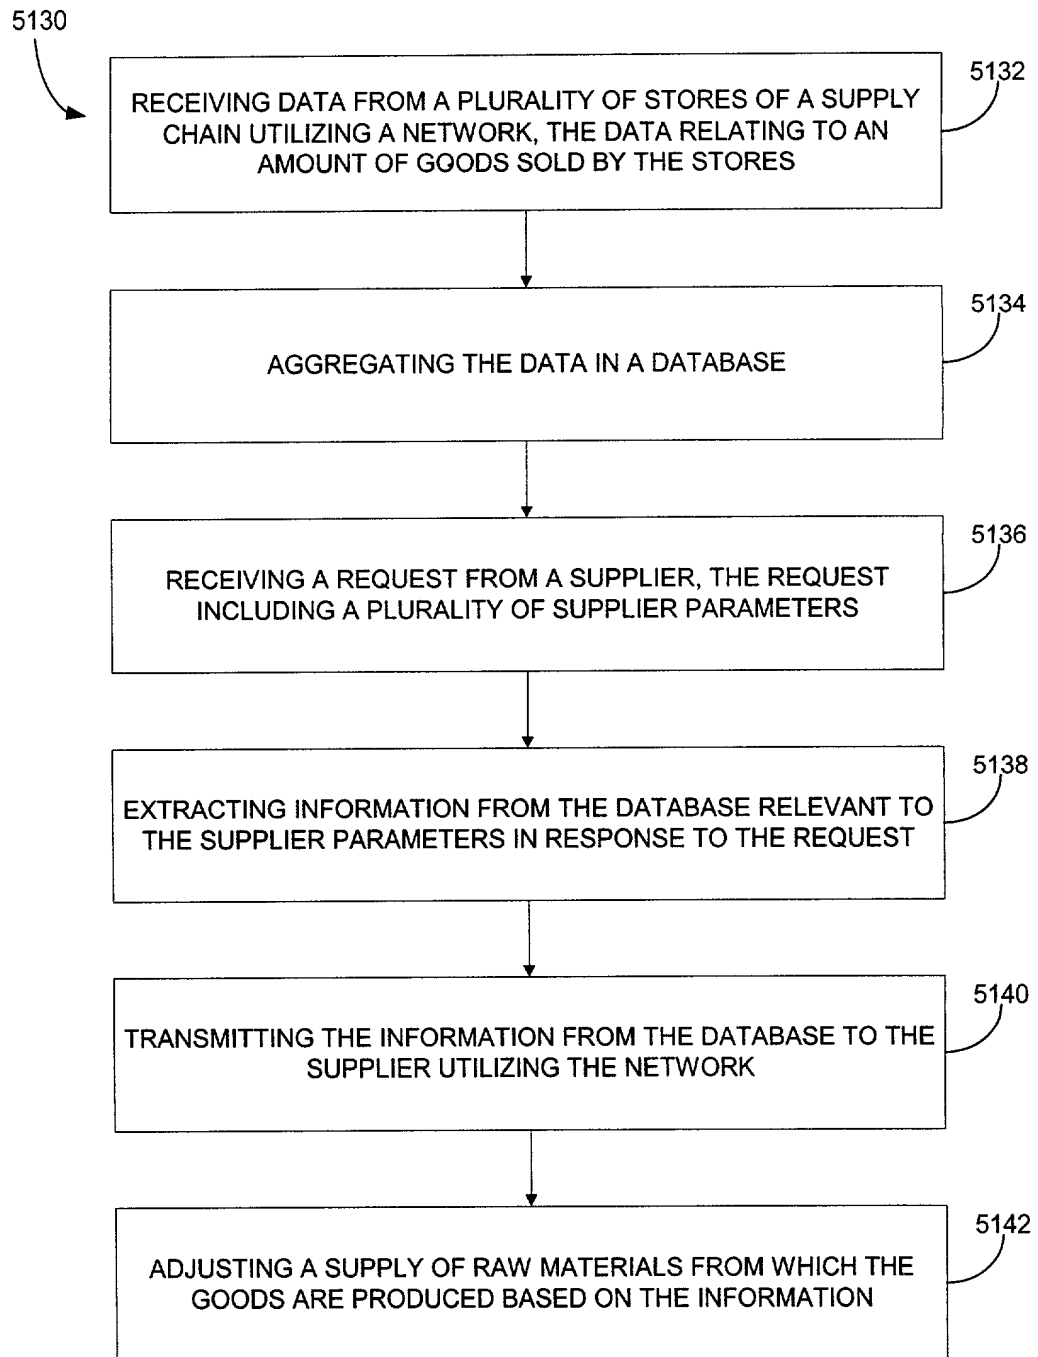 5130
5132
RECEIVING DATA FROM A PLURALITY OF STORES OF A SUPPLY
CHAIN UTILIZING A NETWORK, THE DATA RELATING TO AN
AMOUNT OF GOODS SOLD BY THE STORES
5134
AGGREGATING THE DATA IN A DATABASE
5136
RECEIVING A REQUEST FROM A SUPPLIER, THE REQUEST
INCLUDING A PLURALITY OF SUPPLIER PARAMETERS
5138
EXTRACTING INFORMATION FROM THE DATABASE RELEVANT TO
THE SUPPLIER PARAMETERS IN RESPONSE TO THE REQUEST
5140
TRANSMITTING THE INFORMATION FROM THE DATABASE TO THE
SUPPLIER UTILIZING THE NETWORK
5142
ADJUSTING A SUPPLY OF RAW MATERIALS FROM WHICH THE
GOODS ARE PRODUCED BASED ON THE INFORMATION